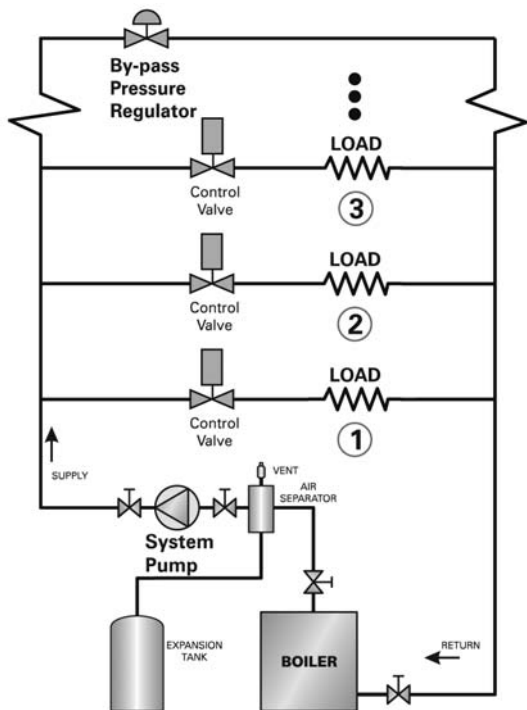 By-pass
Pressure
Regulator
LOAD
Control
Valve
3
LOAD
Control
Valve
2
LOAD
Control
Valve
1
SUPPLY
VENT
AIR
SEPARATOR
System
Pump
EXPANSION
TANK
BOILER
RETURN